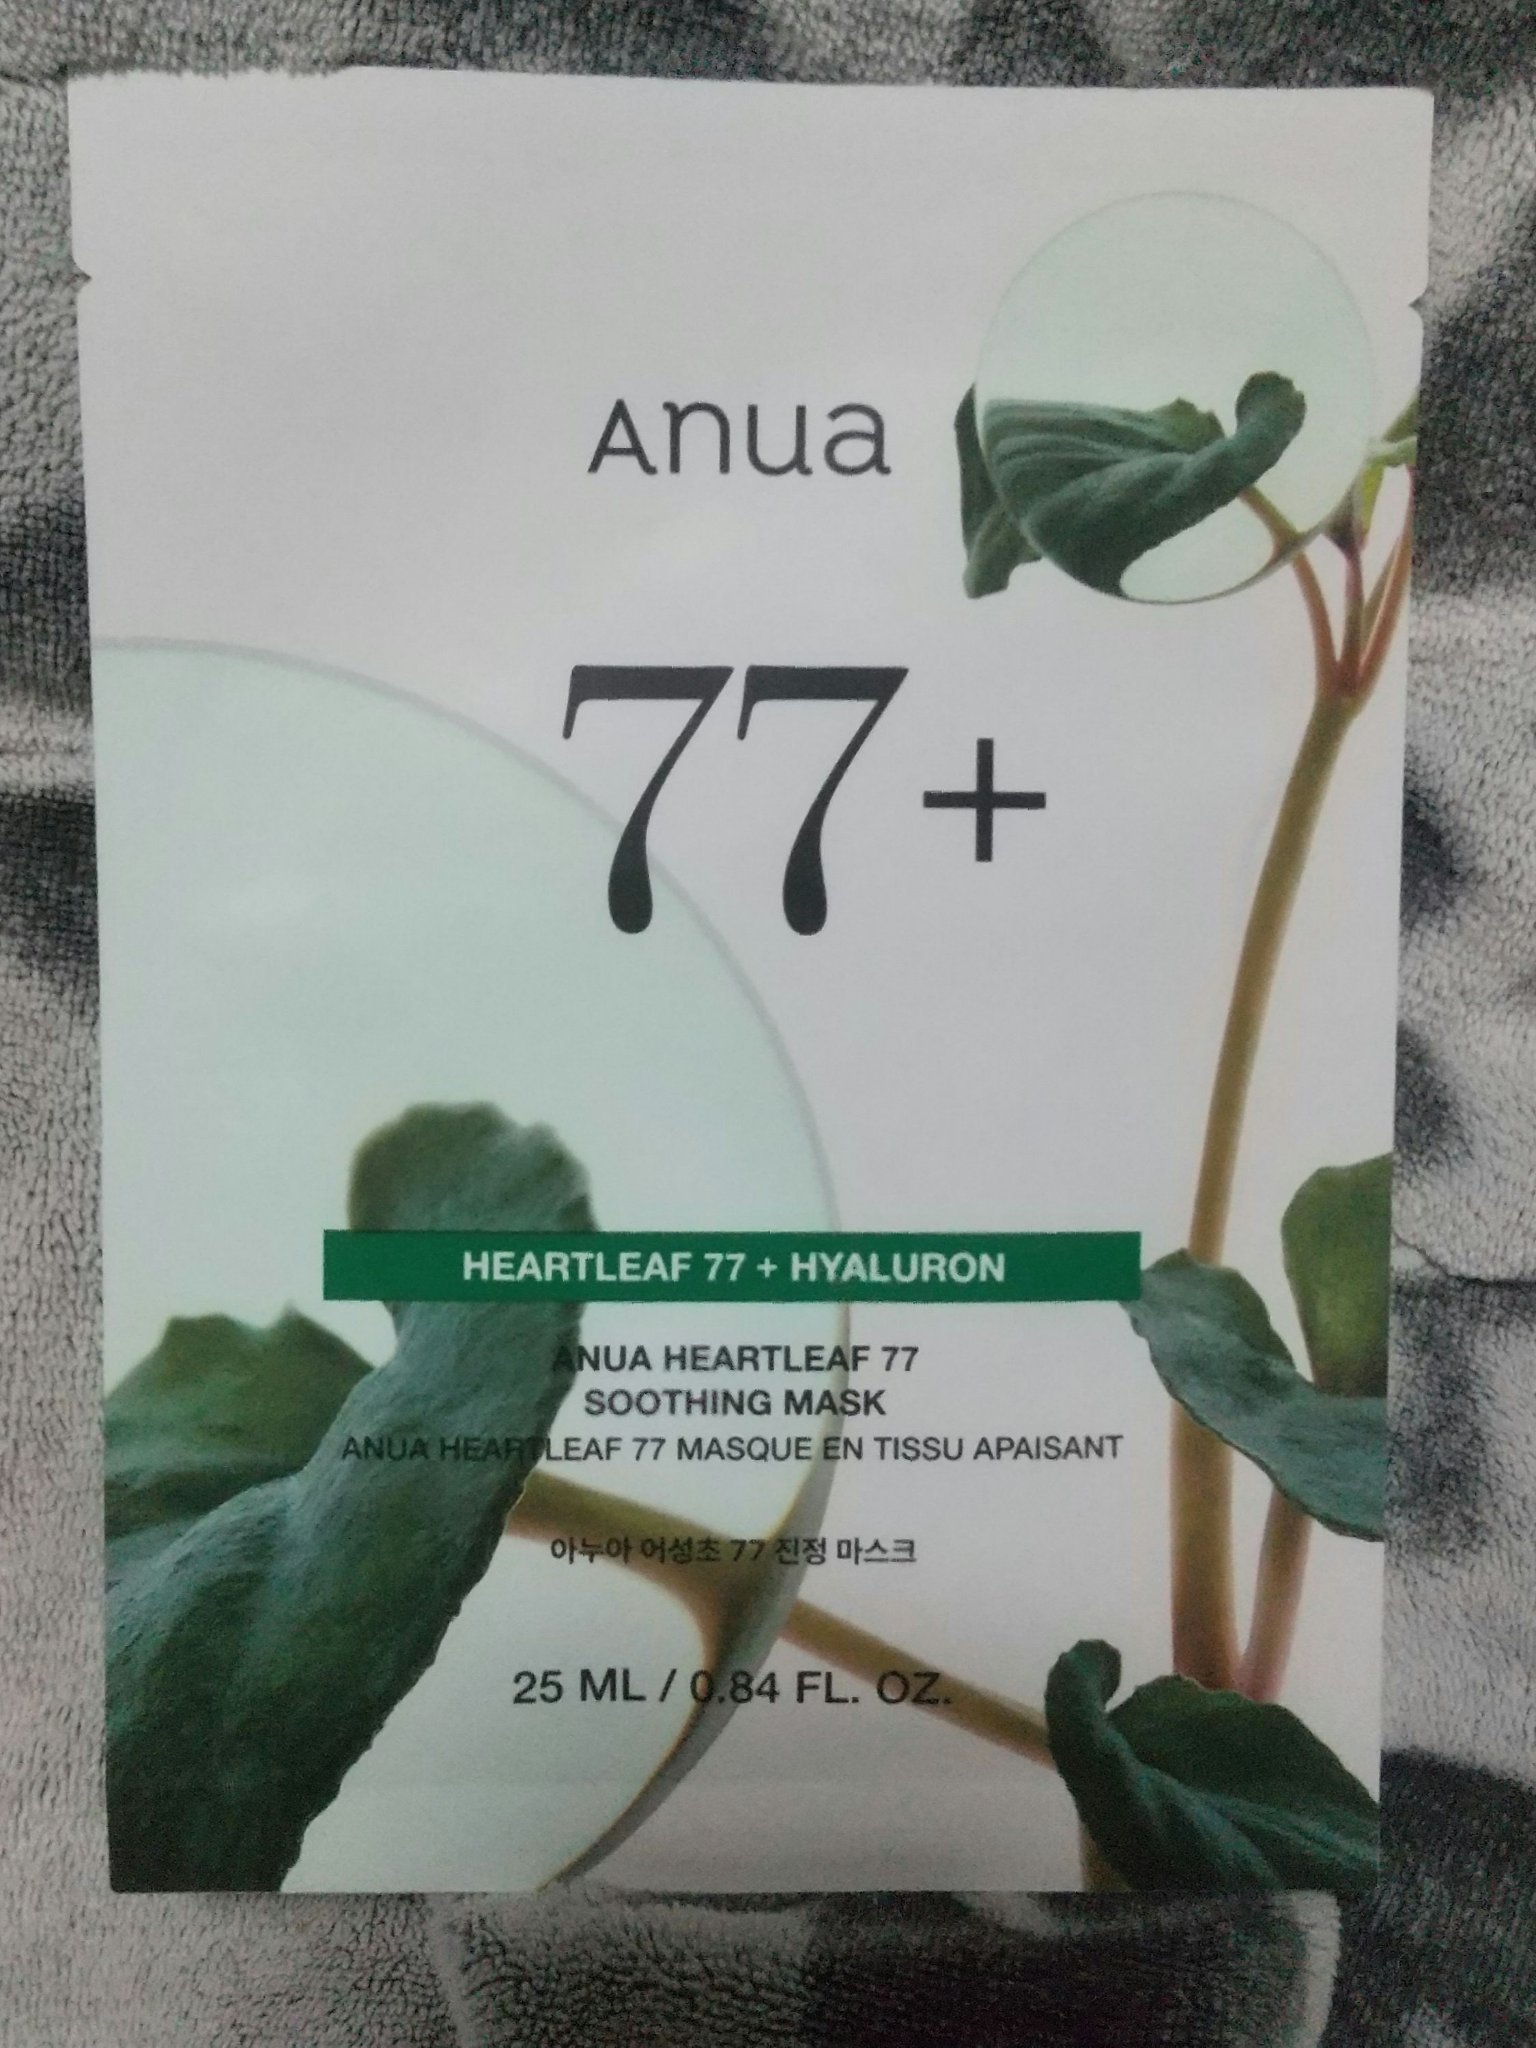 Anua
77+
HEARTLEAF 77 + HYALURON
ANUA HEARTLEAF 77
SOOTHING MASK
ANUA HEARTLEAF 77 MASQUE EN TISSU APAISANT
아누아 어성초 77 진정 마스크
25 ML / 0.84 FL. OZ.